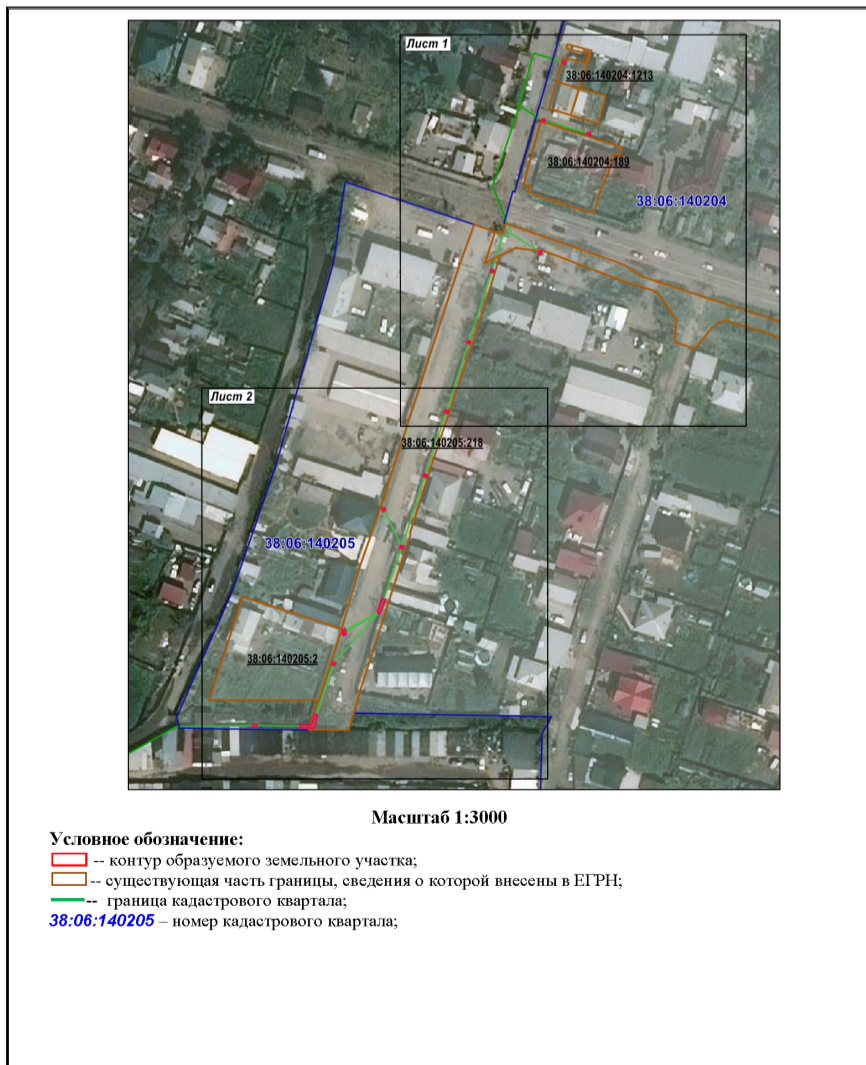 Лист 1
38:06:140204:1213
38:06:140204:189
38:06:140204
Лист 2
38:06:140205:218
38:06:140205
38:06:140205:2
Масштаб 1:3000
Условное обозначение:
-- контур образуемого земельного участка;
-- существующая часть границы, сведения о которой внесены в ЕГРН;
-- граница кадастрового квартала;
38:06:140205 – номер кадастрового квартала;